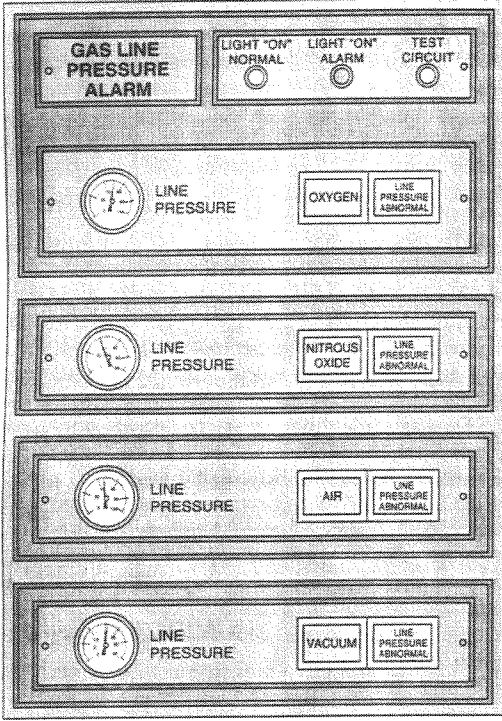 GAS LINE
PRESSURE
ALARM
LIGHT "ON"
NORMAL
LIGHT "ON"
ALARM
TEST
CIRCUIT
LINE
PRESSURE
OXYGEN
LINE
PRESSURE
ABNORMAL
LINE
PRESSURE
NITROUS
OXIDE
LINE
PRESSURE
ABNORMAL
LINE
PRESSURE
AIR
LINE
PRESSURE
ABNORMAL
LINE
PRESSURE
VACUUM
LINE
PRESSURE
ABNORMAL